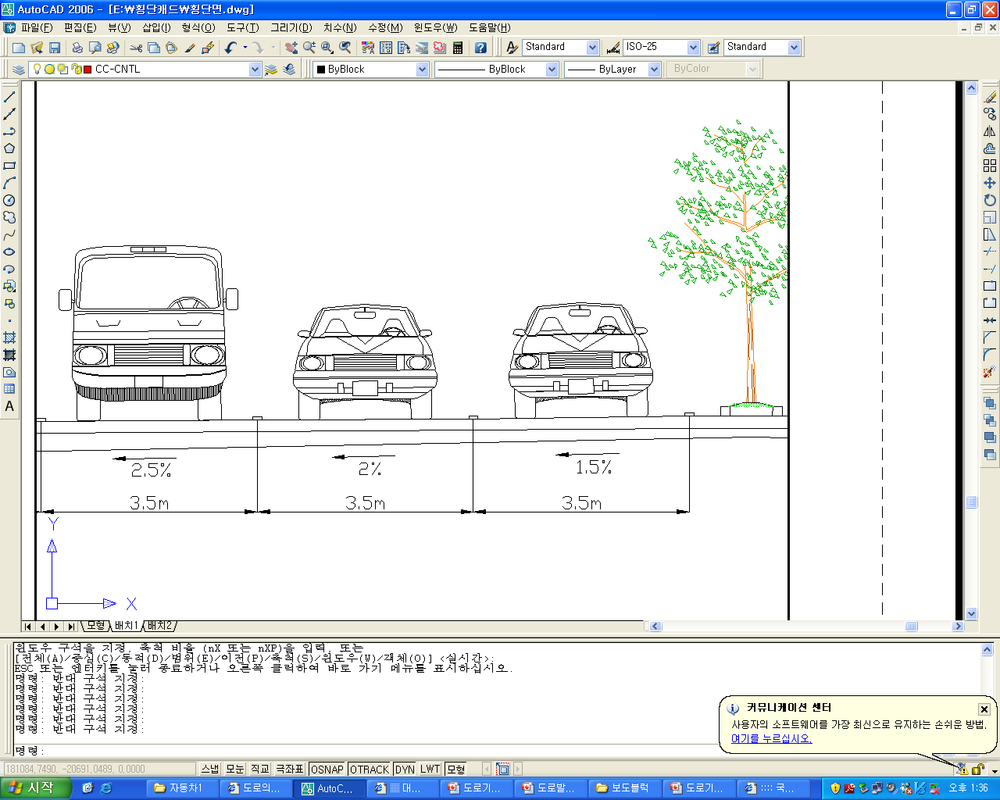 AutoCAD 2006 - [E:₩횡단캐드₩횡단면.dwg]
파일(F) 편집(E) 뷰(V) 삽입(I) 형식(O) 도구(T) 그리기(D) 치수(N) 수정(M) 윈도우(W) 도움말(H)
Standard ISO-25 Standard
CC-CNTL ByBlock ByBlock ByLayer ByColor
A
2.5% 2% 1.5%
3.5m 3.5m 3.5m
Y
X
모형 배치1 배치2
윈도우 구석을 지정, 축척 비율 (nX 또는 nXP)을 입력, 또는
[전체(A)/중심(C)/동적(D)/범위(E)/이전(P)/축척(S)/윈도우(W)/객체(O)] <실시간>:
ESC 또는 엔터키를 눌러 종료하거나 오른쪽 클릭하여 바로 가기 메뉴를 표시하십시오.
명령: 반대 구석 지정:
명령: 반대 구석 지정:
명령: 반대 구석 지정:
명령: 반대 구석 지정:
명령: 반대 구석 지정:
명령: 반대 구석 지정:
명령:
커뮤니케이션 센터
사용자의 소프트웨어를 가장 최신으로 유지하는 손쉬운 방법.
여기를 누르십시오.
181084,7490, -20691,0489, 0,0000 스냅 모눈 직교 극좌표 OSNAP OTRACK DYN LWT 모형
시작 자동차1 도로의... AutoC... 대... 도로기... 도로발... 보도블럭 도로기... :::: 국... 오후 1:36